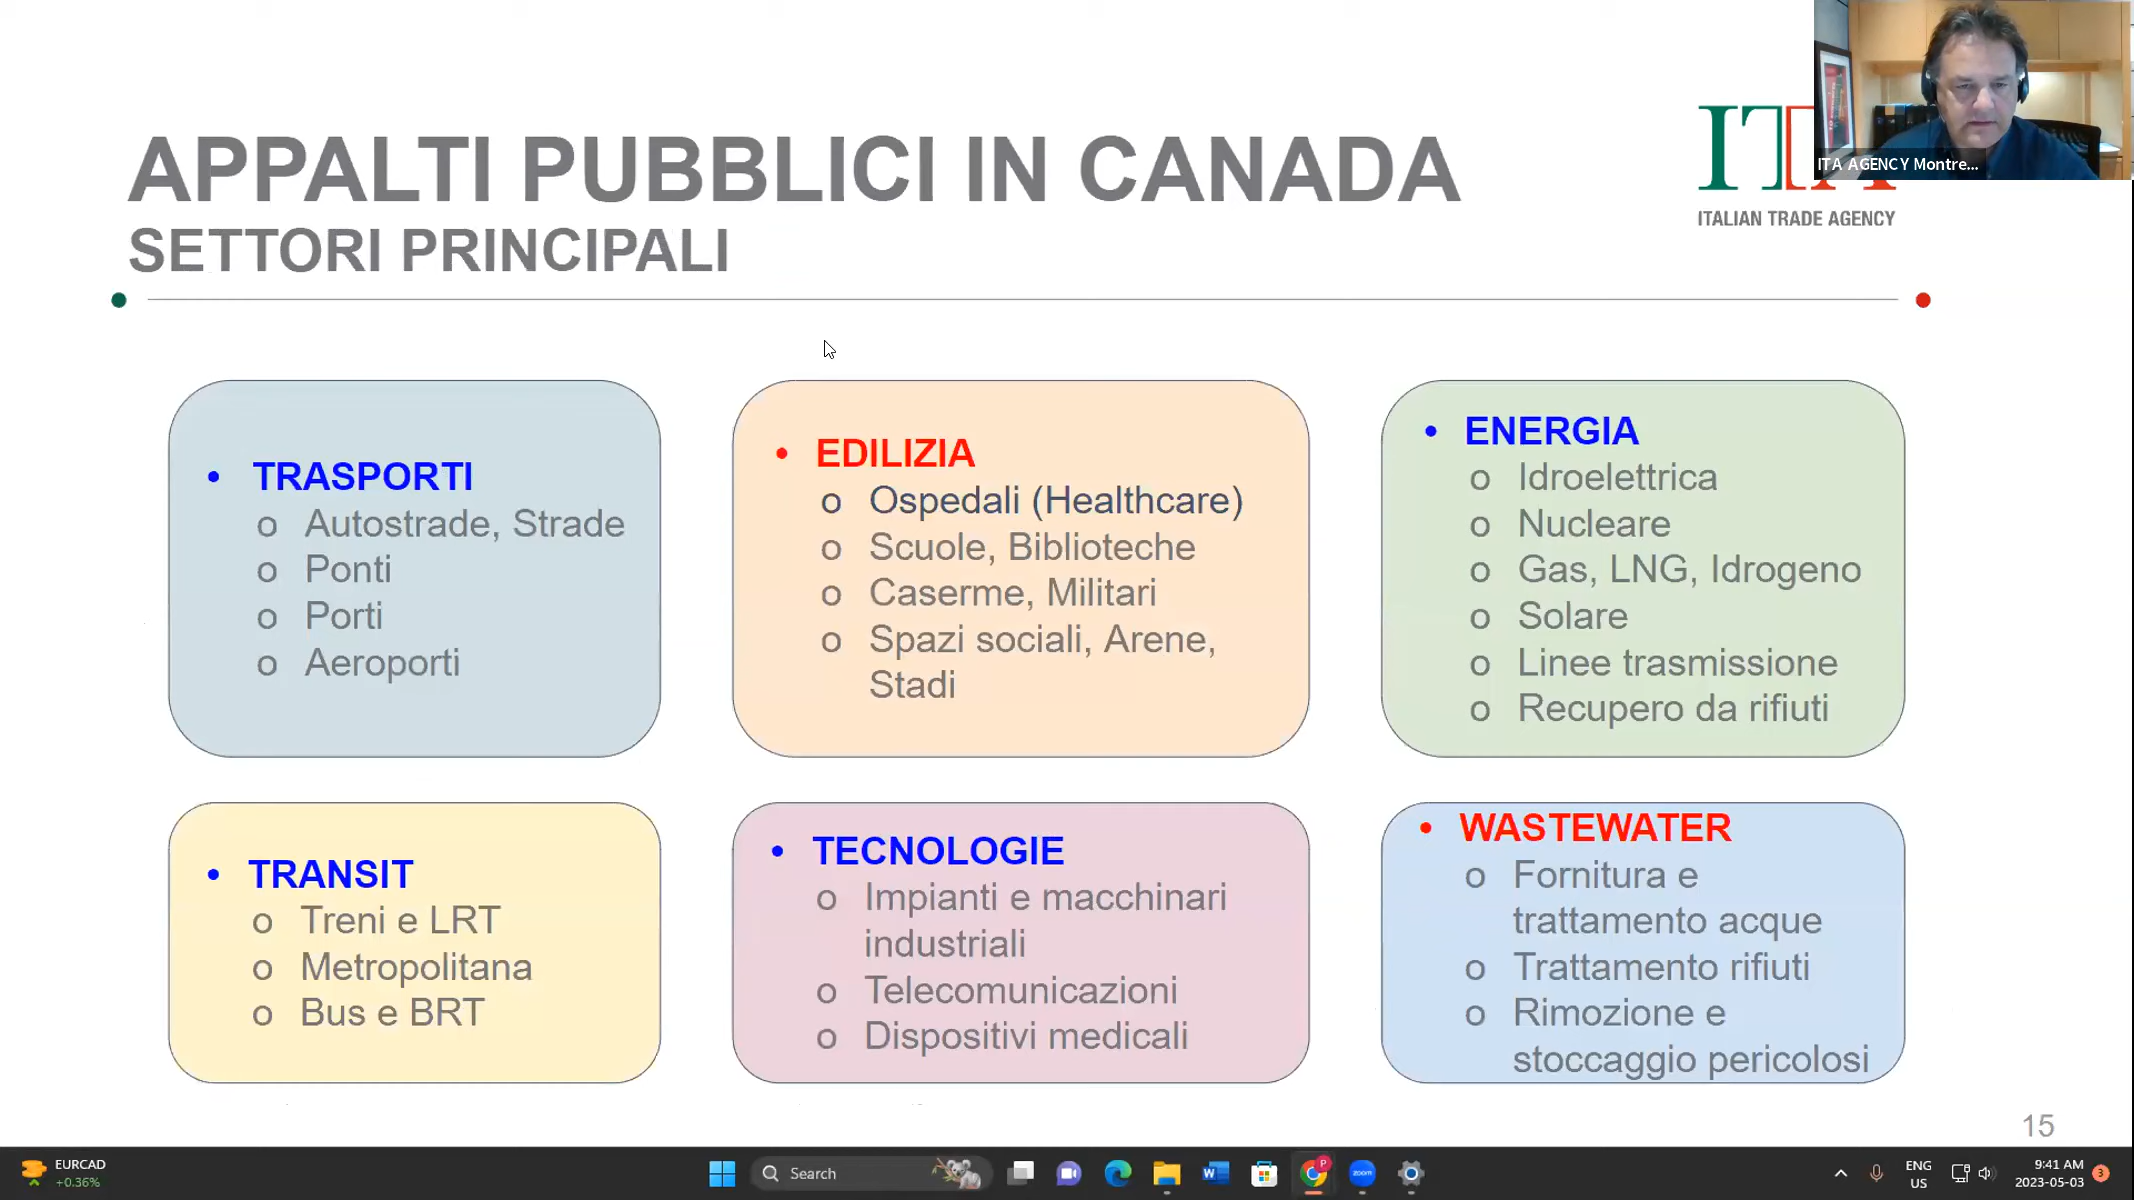 APPALTI PUBBLICI IN CANADA
SETTORI PRINCIPALI
ITA
ITALIAN TRADE AGENCY
ITA AGENCY Montre...
• TRASPORTI
o Autostrade, Strade
o Ponti
o Porti
o Aeroporti
• EDILIZIA
o Ospedali (Healthcare)
o Scuole, Biblioteche
o Caserme, Militari
o Spazi sociali, Arene,
Stadi
• ENERGIA
o Idroelettrica
o Nucleare
o Gas, LNG, Idrogeno
o Solare
o Linee trasmissione
o Recupero da rifiuti
• TRANSIT
o Treni e LRT
o Metropolitana
o Bus e BRT
• TECNOLOGIE
o Impianti e macchinari
industriali
o Telecomunicazioni
o Dispositivi medicali
• WASTEWATER
o Fornitura e
trattamento acque
o Trattamento rifiuti
o Rimozione e
stoccaggio pericolosi
15
EURCAD
+0.36%
Search
W
P
zoom
ENG
US
9:41 AM
2023-05-03
3